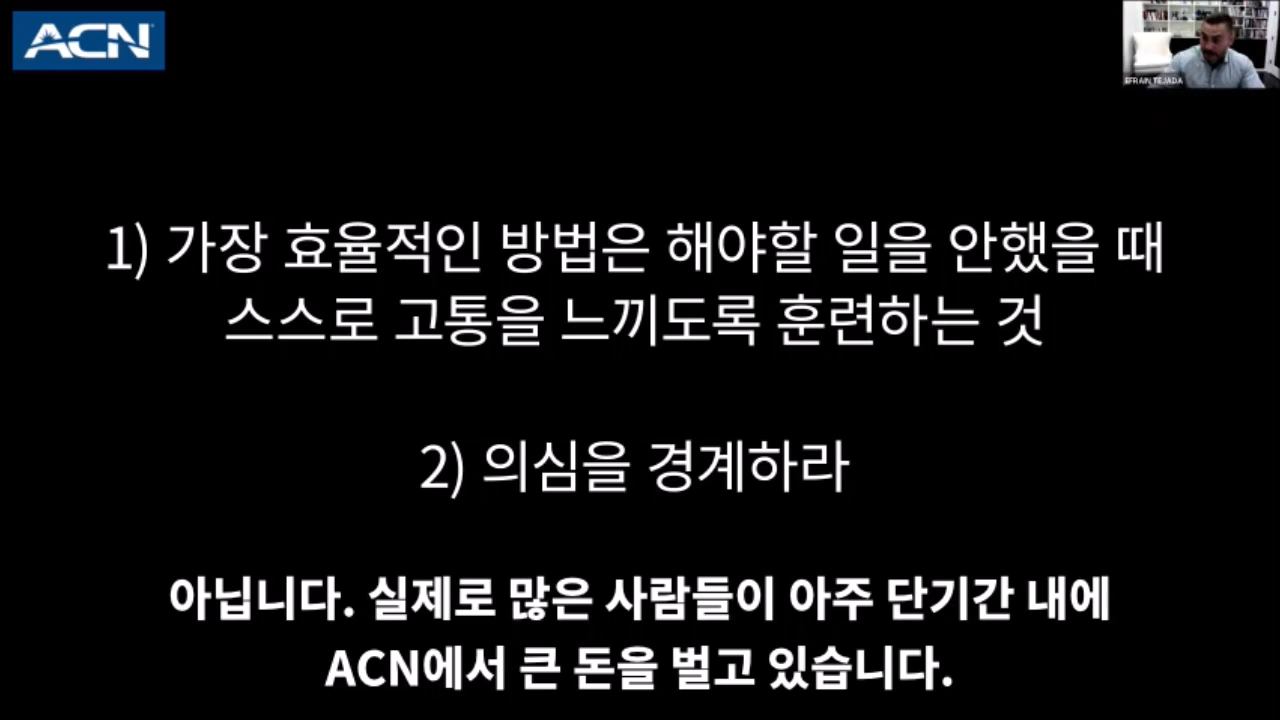 ACN
EFRAIN TEJADA
1) 가장 효율적인 방법은 해야할 일을 안했을 때
스스로 고통을 느끼도록 훈련하는 것
2) 의심을 경계하라
아닙니다. 실제로 많은 사람들이 아주 단기간 내에
ACN에서 큰 돈을 벌고 있습니다.